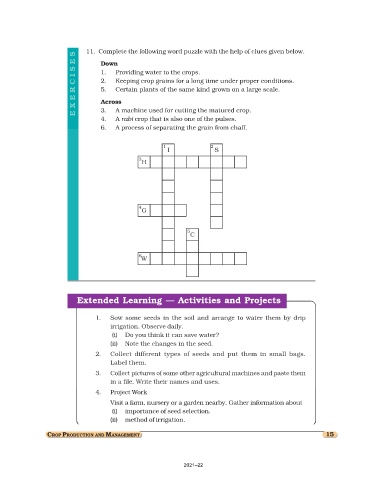 EXERCISES
11. Complete the following word puzzle with the help of clues given below.
Down
1. Providing water to the crops.
2. Keeping crop grains for a long time under proper conditions.
5. Certain plants of the same kind grown on a large scale.
Across
3. A machine used for cutting the matured crop.
4. A rabi crop that is also one of the pulses.
6. A process of separating the grain from chaff.
1 I 2 S
3 H
4 G
5 C
6 W
Extended Learning — Activities and Projects
1. Sow some seeds in the soil and arrange to water them by drip
irrigation. Observe daily.
(i) Do you think it can save water?
(ii) Note the changes in the seed.
2. Collect different types of seeds and put them in small bags.
Label them.
3. Collect pictures of some other agricultural machines and paste them
in a file. Write their names and uses.
4. Project Work
Visit a farm, nursery or a garden nearby. Gather information about
(i) importance of seed selection.
(ii) method of irrigation.
CROP PRODUCTION AND MANAGEMENT 15
2021–22